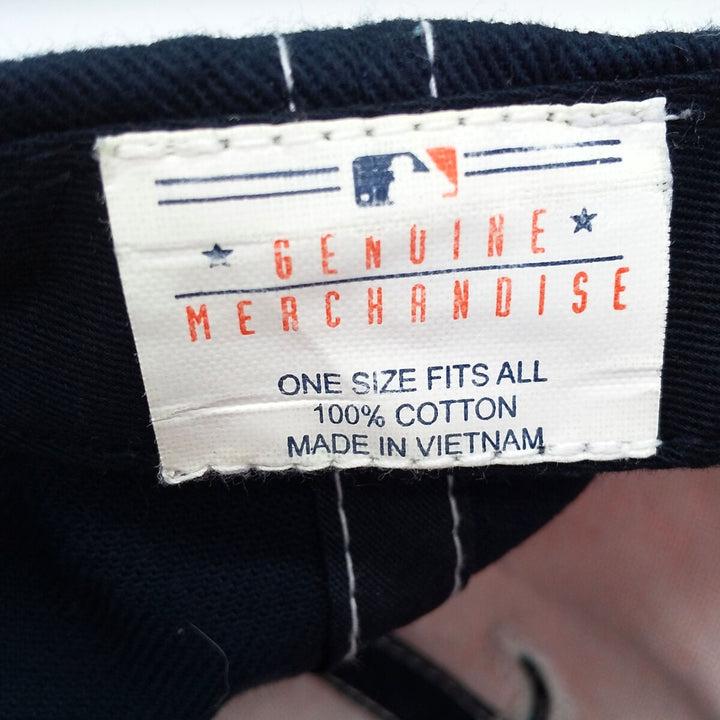 GENUINE
MERCHANDISE
ONE SIZE FITS ALL
100% COTTON
MADE IN VIETNAM